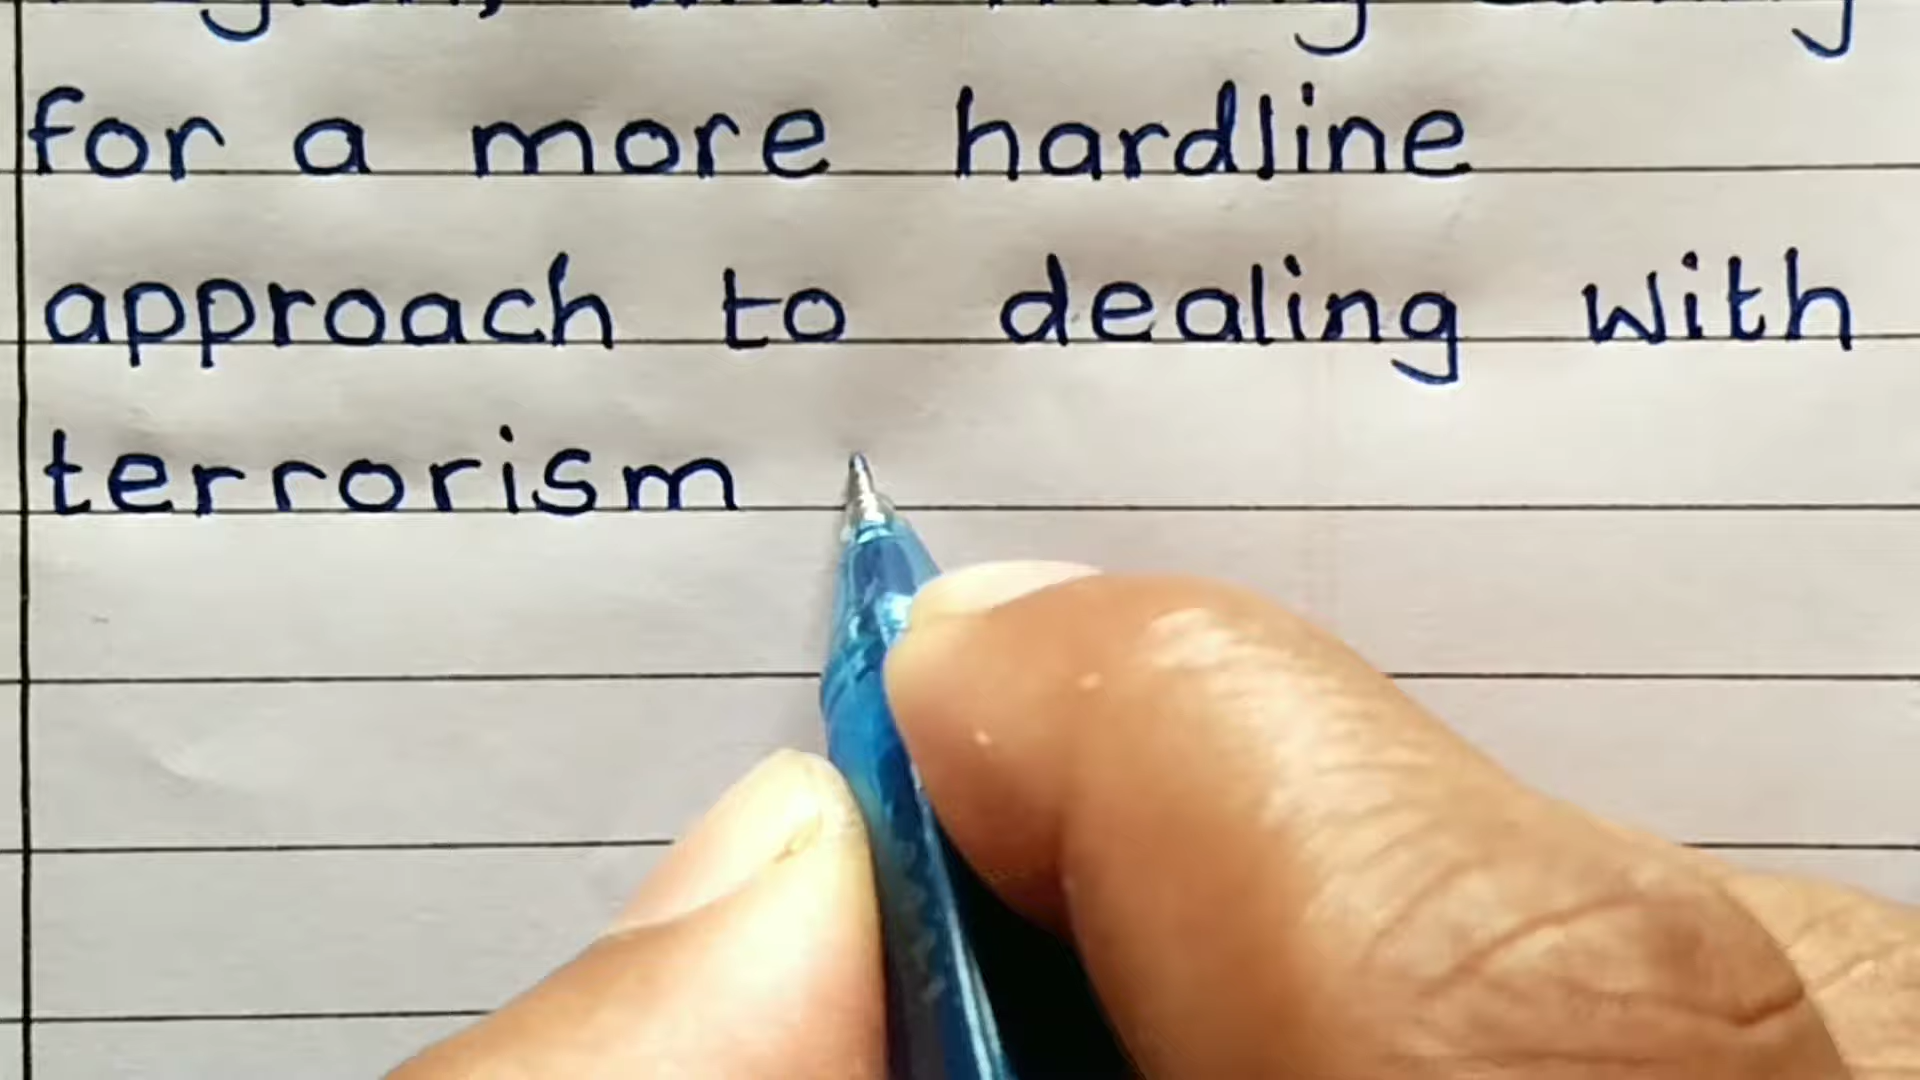 for a more hardline
approach to dealing with
terrorism